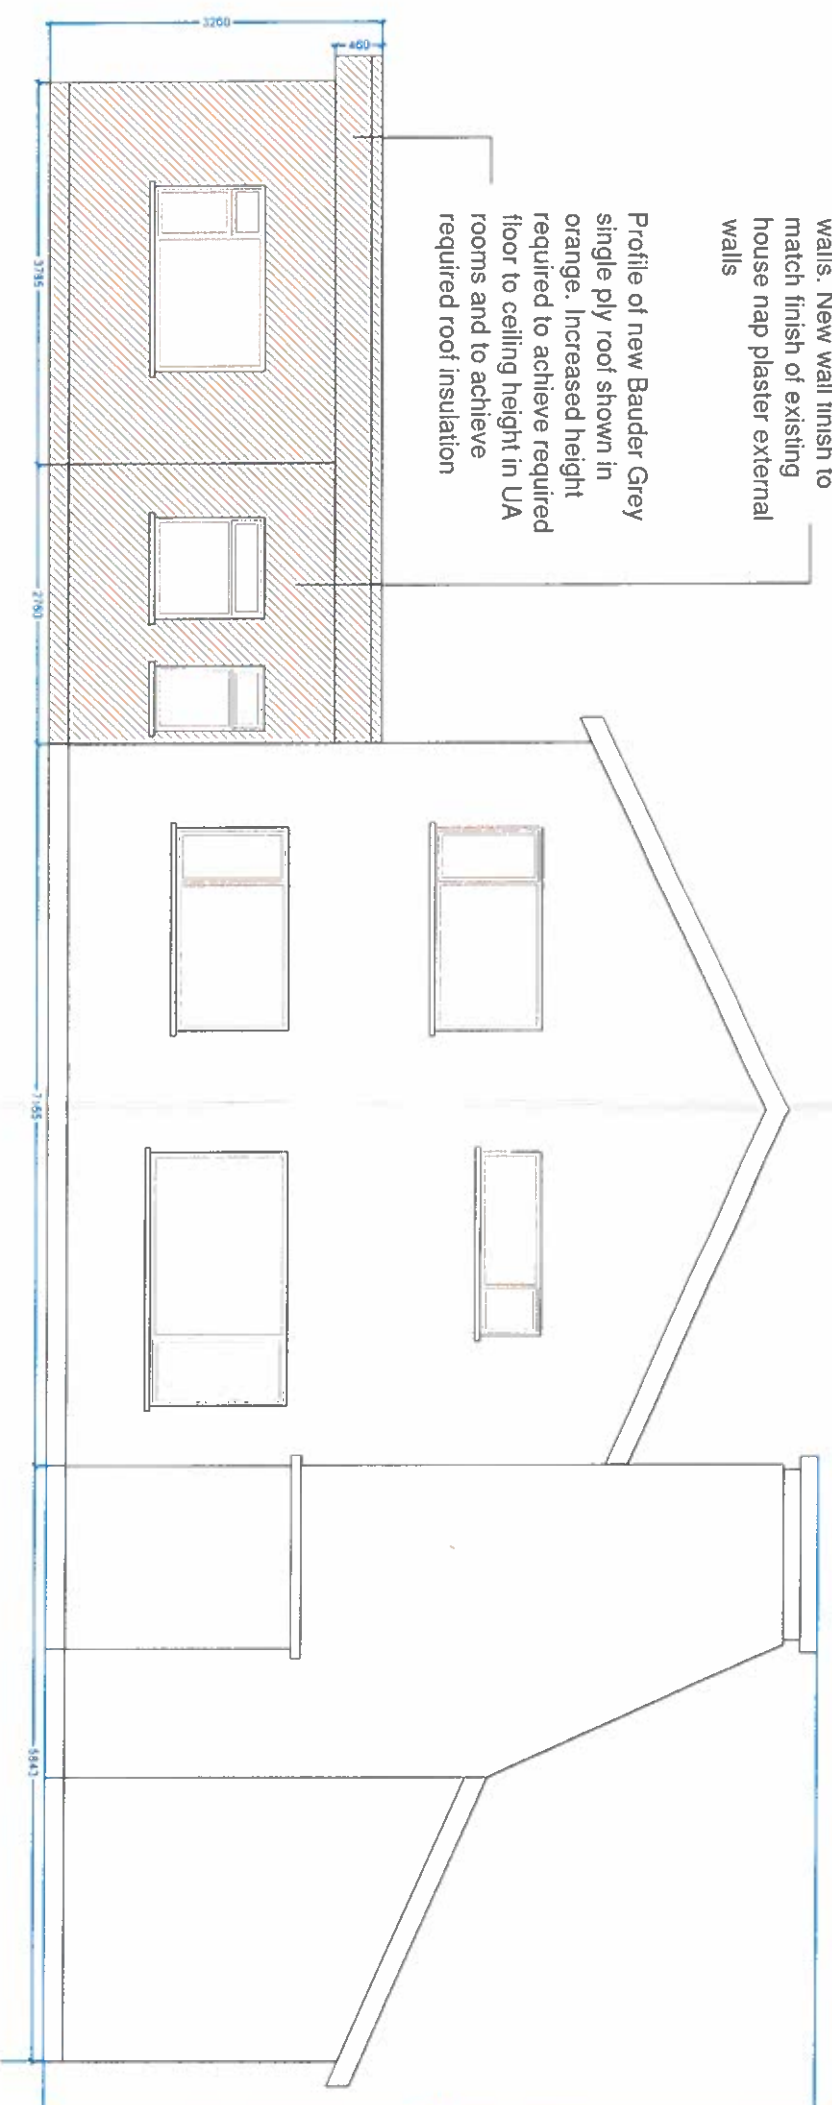 walls. New wall finish to
match finish of existing
house nap plaster external
walls
Profile of new Bauder Grey
single ply roof shown in
orange. Increased height
required to achieve required
floor to ceiling height in UA
rooms and to achieve
required roof insulation
3260
460
3785
2760
7165
5843